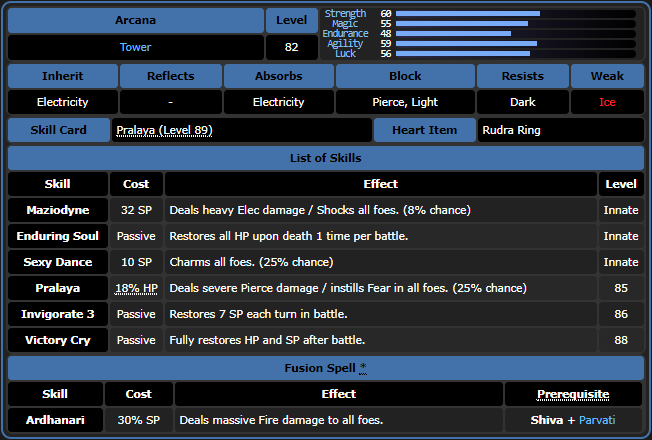 Arcana Level
Tower 82
Strength 60
Magic 55
Endurance 48
Agility 59
Luck 56
Inherit Reflects Absorbs Block Resists Weak
Electricity - Electricity Pierce, Light Dark Ice
Skill Card Pralaya (Level 89) Heart Item Rudra Ring
List of Skills
Skill Cost Effect Level
Maziodyne 32 SP Deals heavy Elec damage / Shocks all foes. (8% chance) Innate
Enduring Soul Passive Restores all HP upon death 1 time per battle. Innate
Sexy Dance 10 SP Charms all foes. (25% chance) Innate
Pralaya 18% HP Deals severe Pierce damage / instills Fear in all foes. (25% chance) 85
Invigorate 3 Passive Restores 7 SP each turn in battle. 86
Victory Cry Passive Fully restores HP and SP after battle. 88
Fusion Spell *
Skill Cost Effect Prerequisite
Ardhanari 30% SP Deals massive Fire damage to all foes. Shiva + Parvati